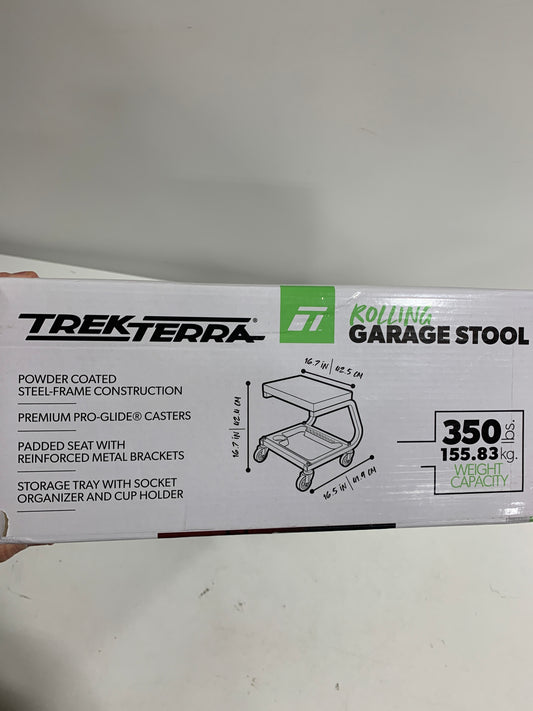 TREKTERRA®
ROLLING
GARAGE STOOL
POWDER COATED
STEEL-FRAME CONSTRUCTION
PREMIUM PRO-GLIDE® CASTERS
PADDED SEAT WITH
REINFORCED METAL BRACKETS
STORAGE TRAY WITH SOCKET
ORGANIZER AND CUP HOLDER
16.7 IN | 42.5 CM
16.7 IN | 42.4 CM
16.5 IN | 41.9 CM
350 lbs.
155.83 kg.
WEIGHT
CAPACITY